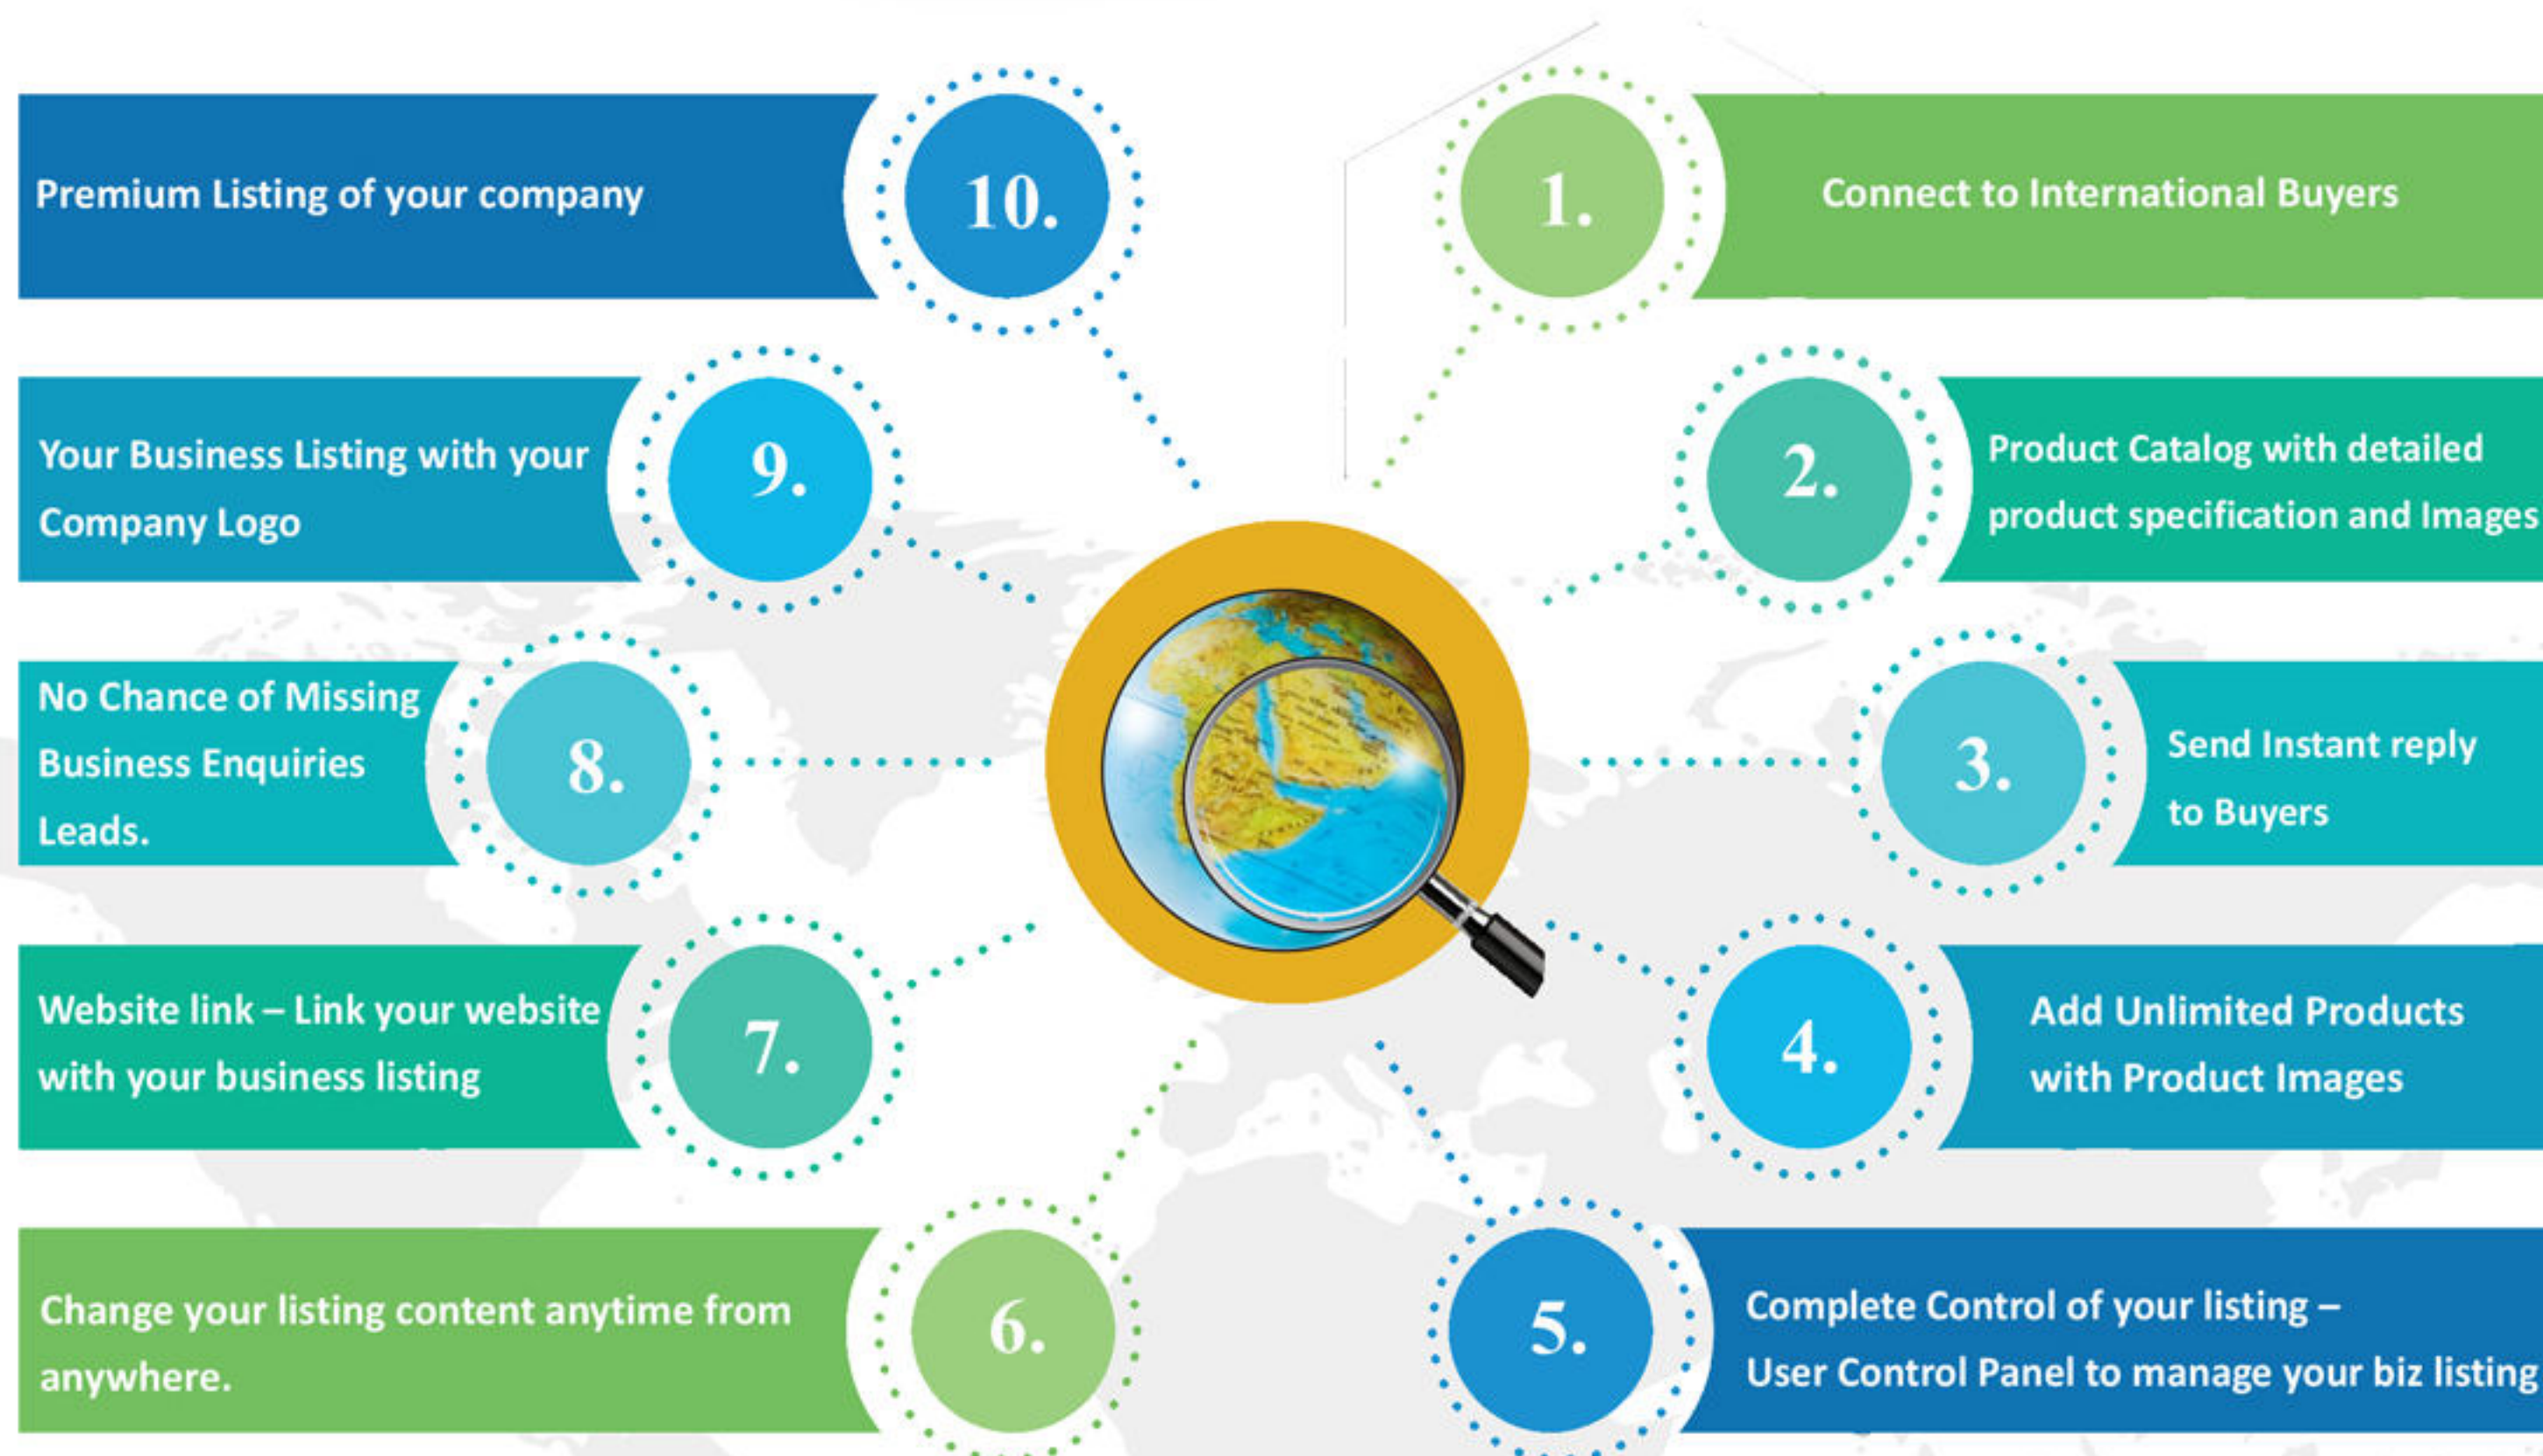 1.
Connect to International Buyers
2.
Product Catalog with detailed
product specification and Images
3.
Send Instant reply
to Buyers
4.
Add Unlimited Products
with Product Images
5.
Complete Control of your listing –
User Control Panel to manage your biz listing
6.
Change your listing content anytime from
anywhere.
7.
Website link – Link your website
with your business listing
8.
No Chance of Missing
Business Enquiries
Leads.
9.
Your Business Listing with your
Company Logo
10.
Premium Listing of your company